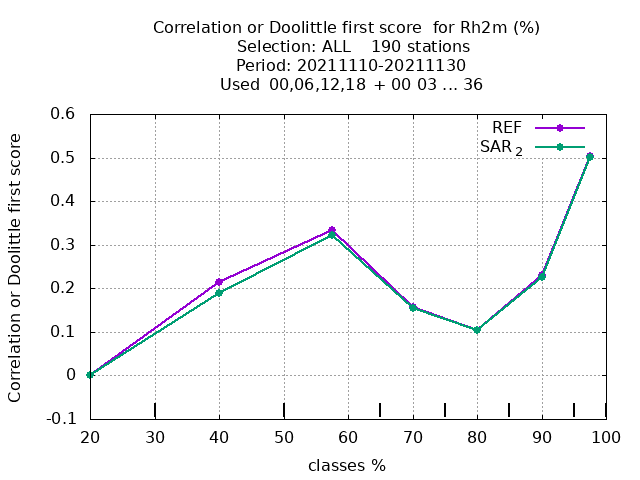 Correlation or Doolittle first score  for Rh2m (%)
Selection: ALL    190 stations
Period: 20211110-20211130
Used  00,06,12,18  + 00 03 ... 36
REF
SAR 2
Correlation or Doolittle first score
0.6
0.5
0.4
0.3
0.2
0.1
0
-0.1
20 30 40 50 60 70 80 90 100
classes %